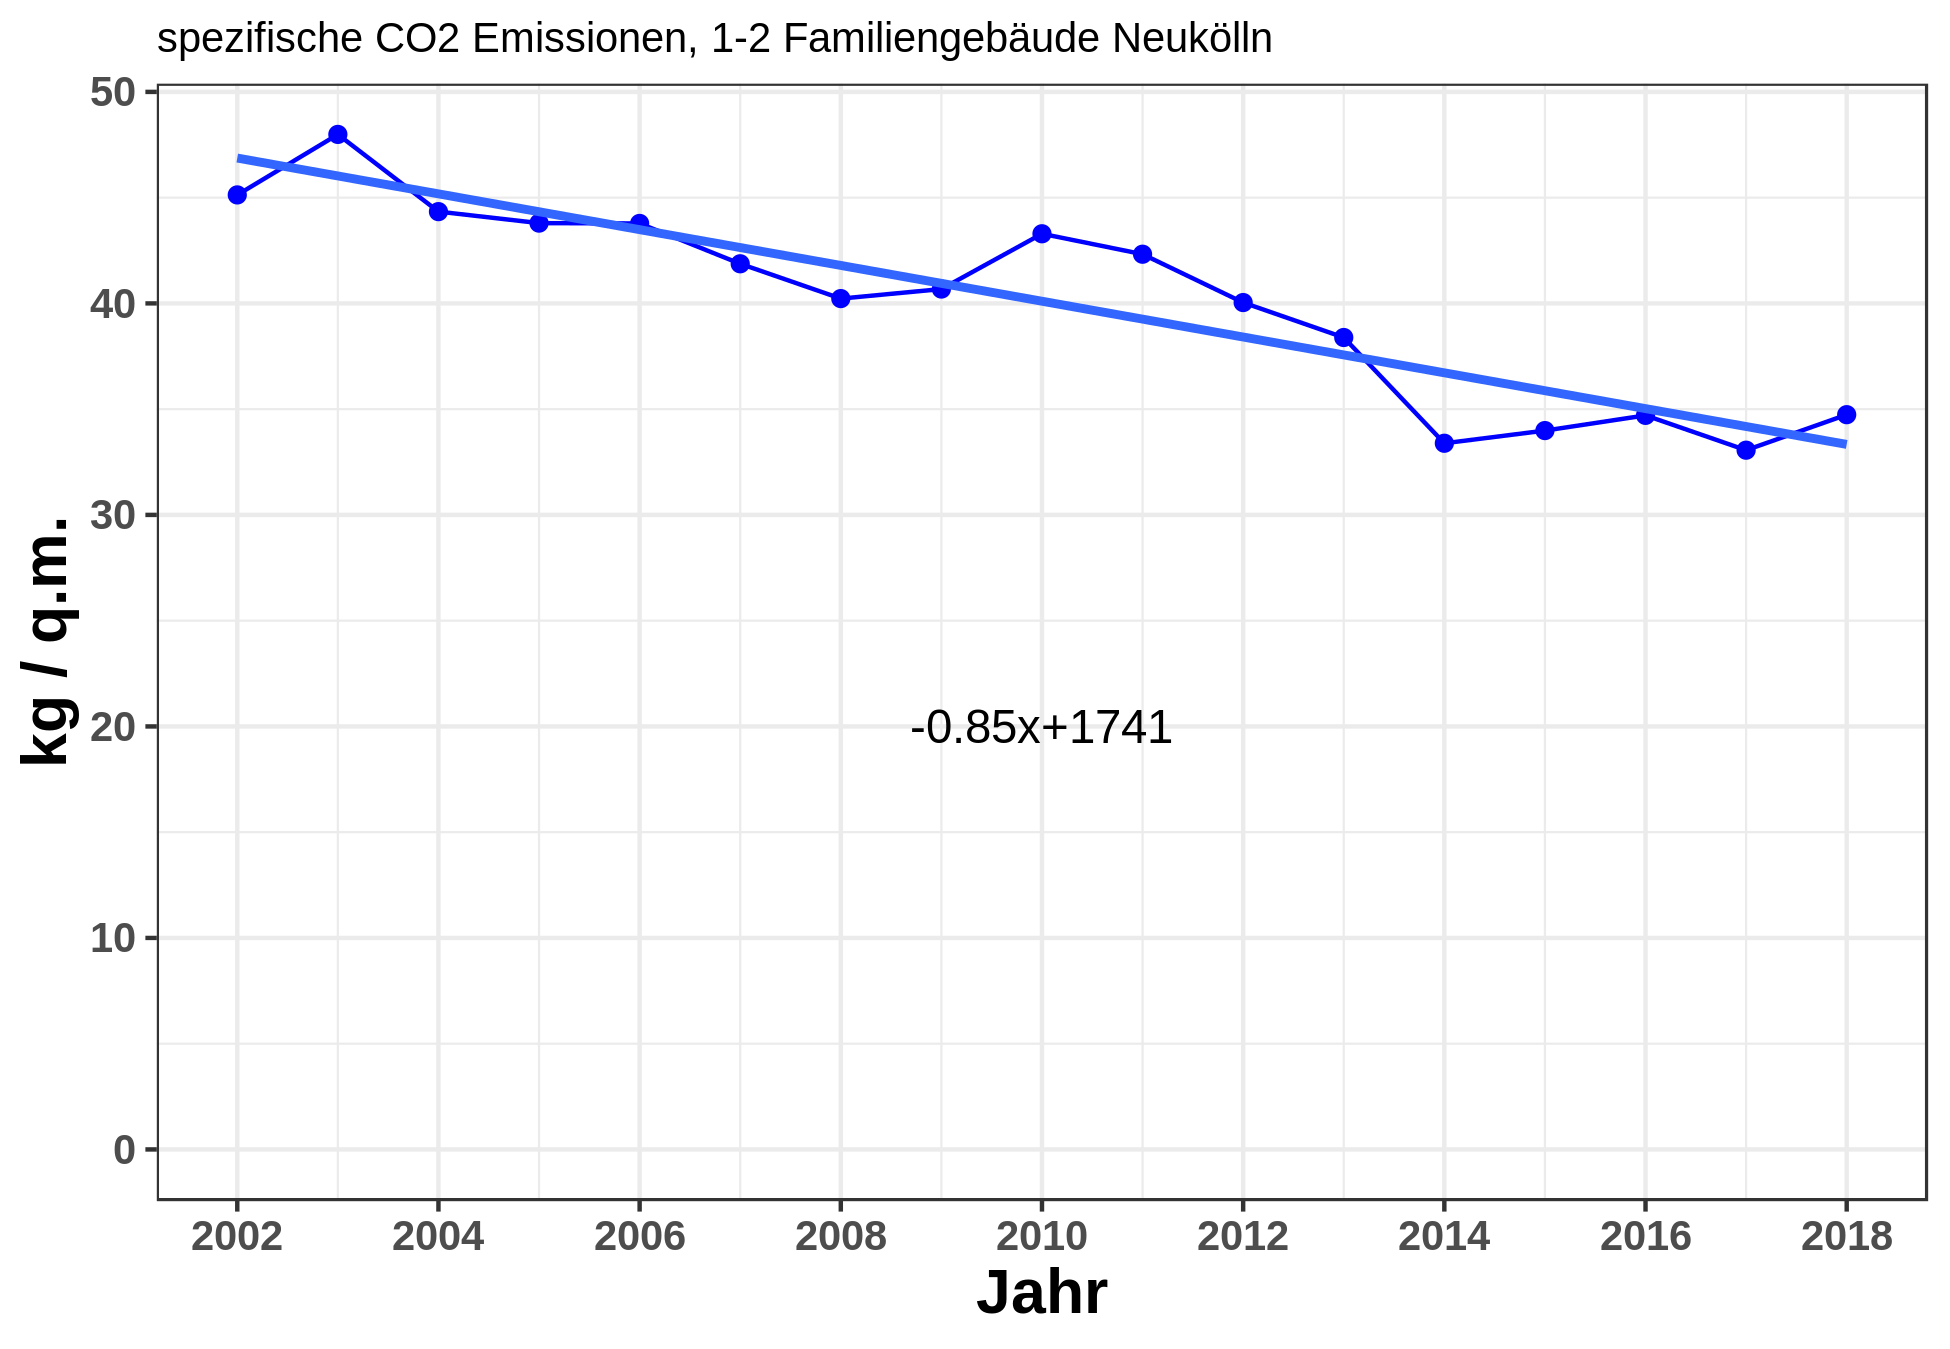 spezifische CO2 Emissionen, 1-2 Familiengebäude Neukölln
50
40
30
20
10
0
kg / q.m.
-0.85x+1741
2002 2004 2006 2008 2010 2012 2014 2016 2018
Jahr